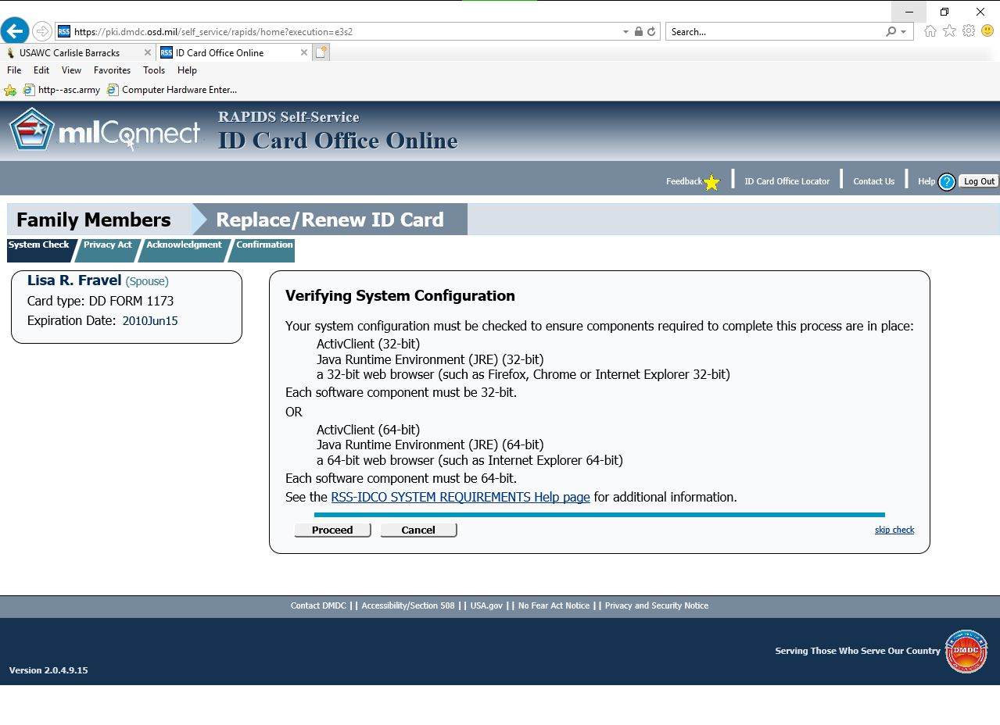 RSS https://pki.dmdc.osd.mil/self_service/rapids/home?execution=e3s2
Search...
USAWC Carlisle Barracks
RSS ID Card Office Online
File Edit View Favorites Tools Help
http--asc.army Computer Hardware Enter...
milConnect
RAPIDS Self-Service
ID Card Office Online
Feedback ID Card Office Locator Contact Us Help ? Log Out
Family Members Replace/Renew ID Card
System Check Privacy Act Acknowledgment Confirmation
Lisa R. Fravel (Spouse)
Card type: DD FORM 1173
Expiration Date: 2010Jun15
Verifying System Configuration
Your system configuration must be checked to ensure components required to complete this process are in place:
ActivClient (32-bit)
Java Runtime Environment (JRE) (32-bit)
a 32-bit web browser (such as Firefox, Chrome or Internet Explorer 32-bit)
Each software component must be 32-bit.
OR
ActivClient (64-bit)
Java Runtime Environment (JRE) (64-bit)
a 64-bit web browser (such as Internet Explorer 64-bit)
Each software component must be 64-bit.
See the RSS-IDCO SYSTEM REQUIREMENTS Help page for additional information.
Proceed Cancel skip check
Contact DMDC || Accessibility/Section 508 || USA.gov || No Fear Act Notice || Privacy and Security Notice
Serving Those Who Serve Our Country
DMDC
Version 2.0.4.9.15